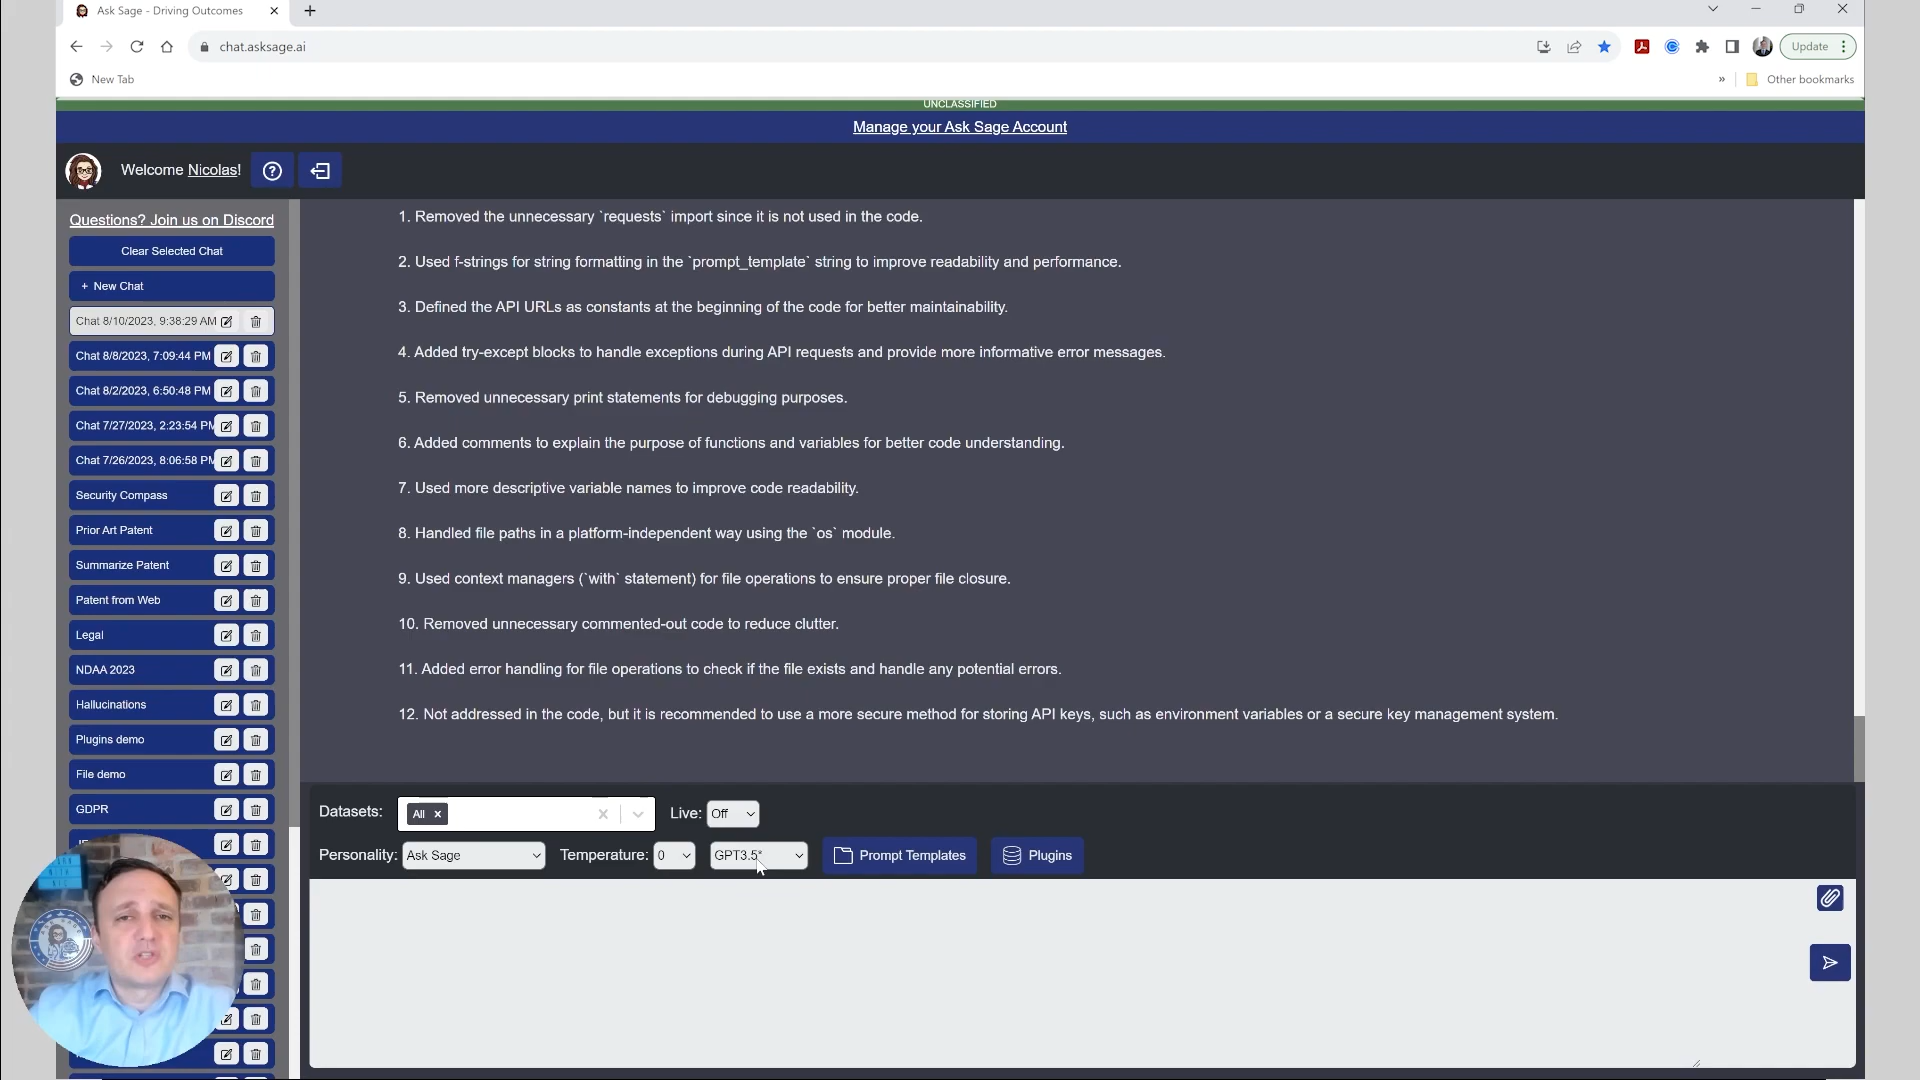 Ask Sage - Driving Outcomes
chat.asksage.ai
Update
New Tab
»
Other bookmarks
UNCLASSIFIED
Manage your Ask Sage Account
Welcome Nicolas!
Questions? Join us on Discord
Clear Selected Chat
+ New Chat
Chat 8/10/2023, 9:38:29 AM
Chat 8/8/2023, 7:09:44 PM
Chat 8/2/2023, 6:50:48 PM
Chat 7/27/2023, 2:23:54 PM
Chat 7/26/2023, 8:06:58 PM
Security Compass
Prior Art Patent
Summarize Patent
Patent from Web
Legal
NDAA 2023
Hallucinations
Plugins demo
File demo
GDPR
1. Removed the unnecessary `requests` import since it is not used in the code.
2. Used f-strings for string formatting in the `prompt_template` string to improve readability and performance.
3. Defined the API URLs as constants at the beginning of the code for better maintainability.
4. Added try-except blocks to handle exceptions during API requests and provide more informative error messages.
5. Removed unnecessary print statements for debugging purposes.
6. Added comments to explain the purpose of functions and variables for better code understanding.
7. Used more descriptive variable names to improve code readability.
8. Handled file paths in a platform-independent way using the `os` module.
9. Used context managers (`with` statement) for file operations to ensure proper file closure.
10. Removed unnecessary commented-out code to reduce clutter.
11. Added error handling for file operations to check if the file exists and handle any potential errors.
12. Not addressed in the code, but it is recommended to use a more secure method for storing API keys, such as environment variables or a secure key management system.
Datasets: All Live: Off
Personality: Ask Sage Temperature: 0 GPT3.5* Prompt Templates Plugins